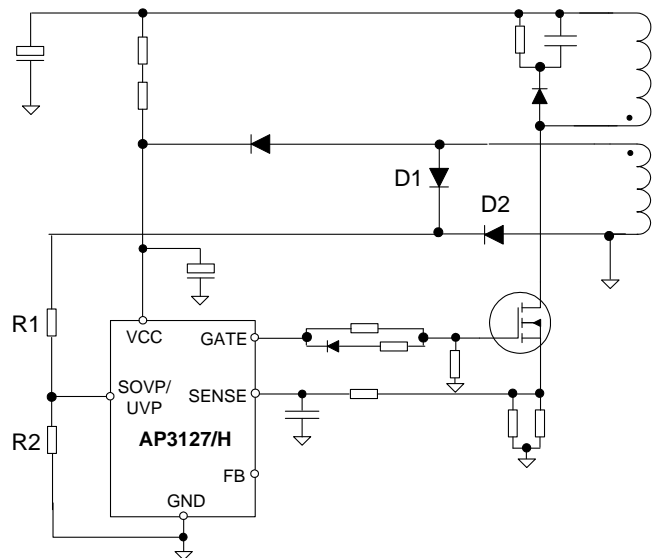 D1
D2
R1
VCC
GATE
SOVP/
UVP
SENSE
R2
AP3127/H
FB
GND